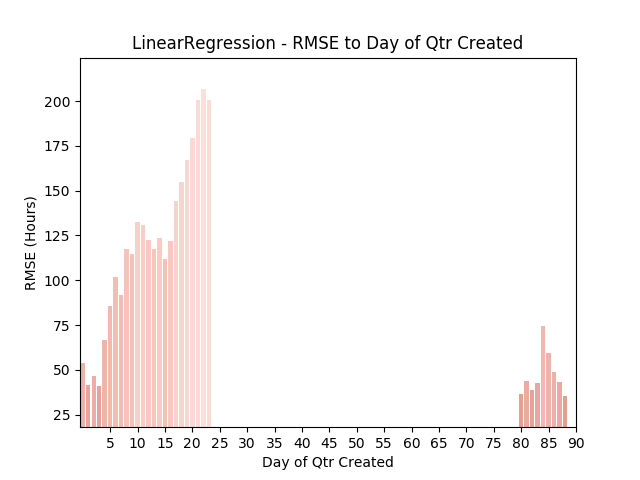 LinearRegression - RMSE to Day of Qtr Created
200
175
150
125
100
75
50
25
RMSE (Hours)
5 10 15 20 25 30 35 40 45 50 55 60 65 70 75 80 85 90
Day of Qtr Created